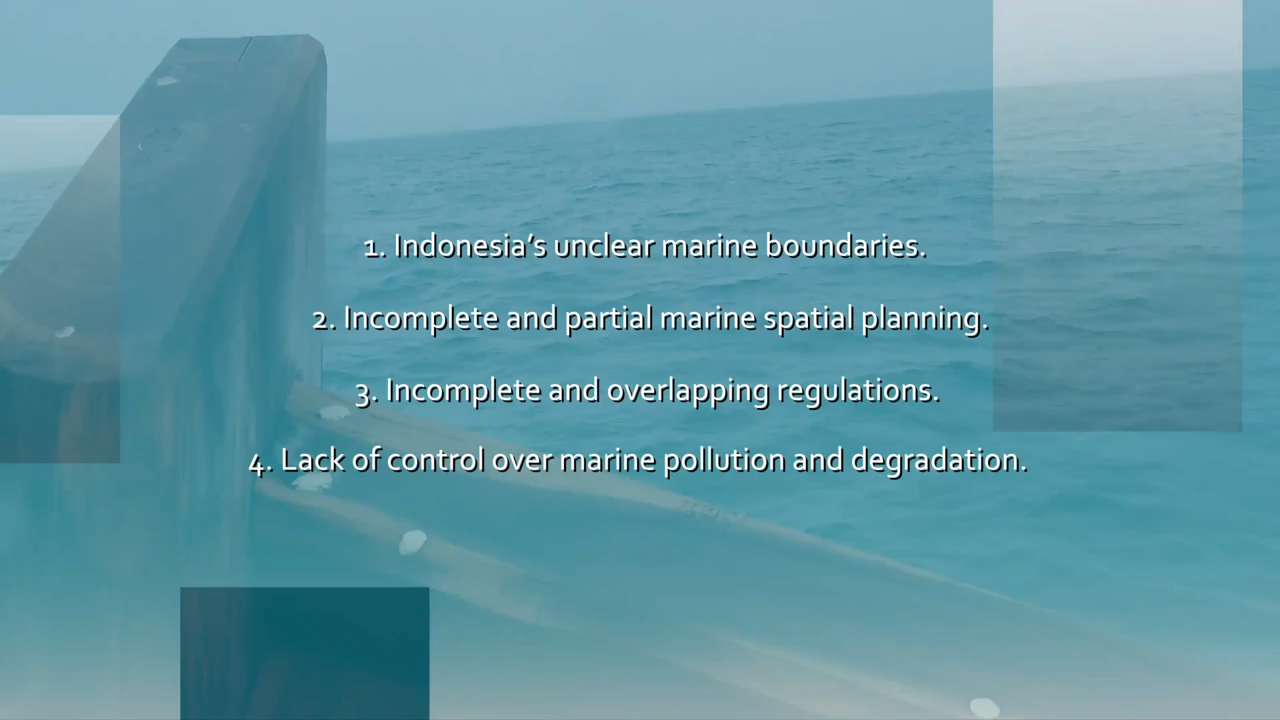 1. Indonesia’s unclear marine boundaries.
2. Incomplete and partial marine spatial planning.
3. Incomplete and overlapping regulations.
4. Lack of control over marine pollution and degradation.